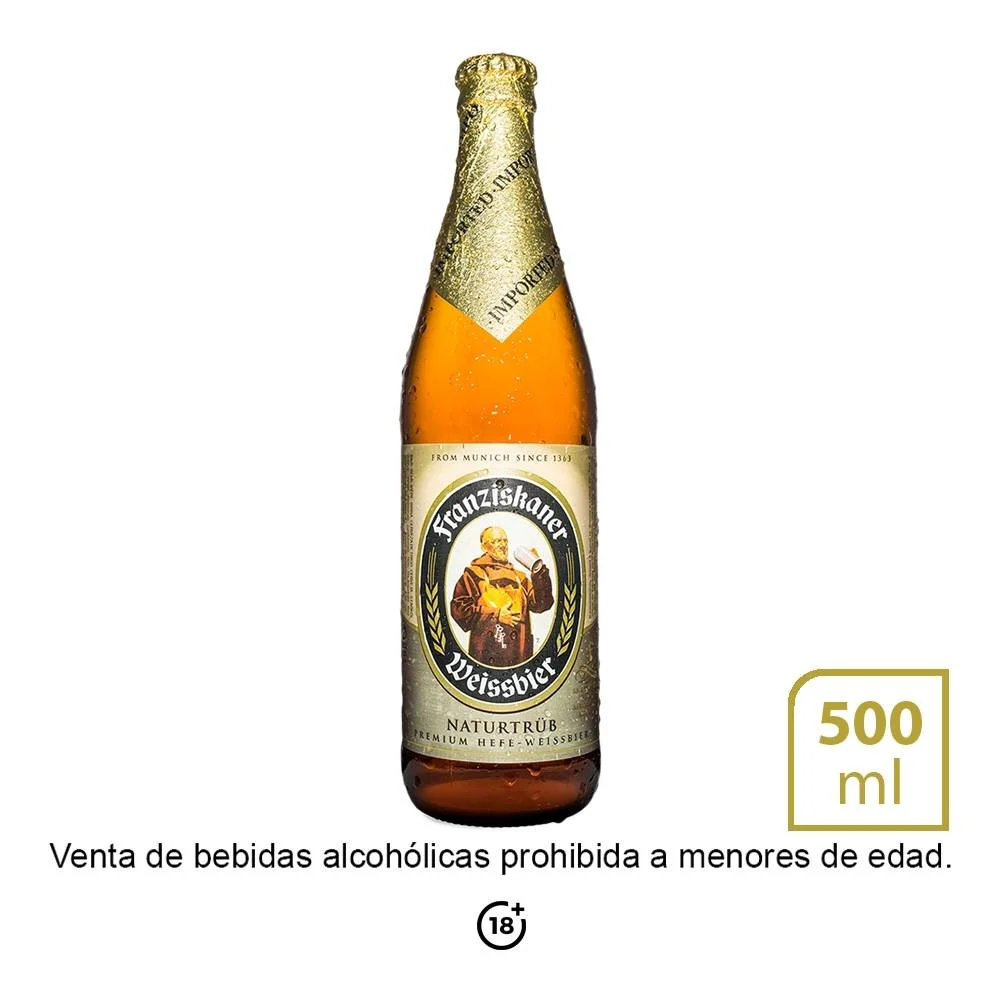 IMPORTED · IMPORTED
· IMPORTED
FROM MUNICH SINCE 1363
Franziskaner
Weissbier
NATURTRÜB
PREMIUM HEFE-WEISSBIER
500
ml
Venta de bebidas alcohólicas prohibida a menores de edad.
18+